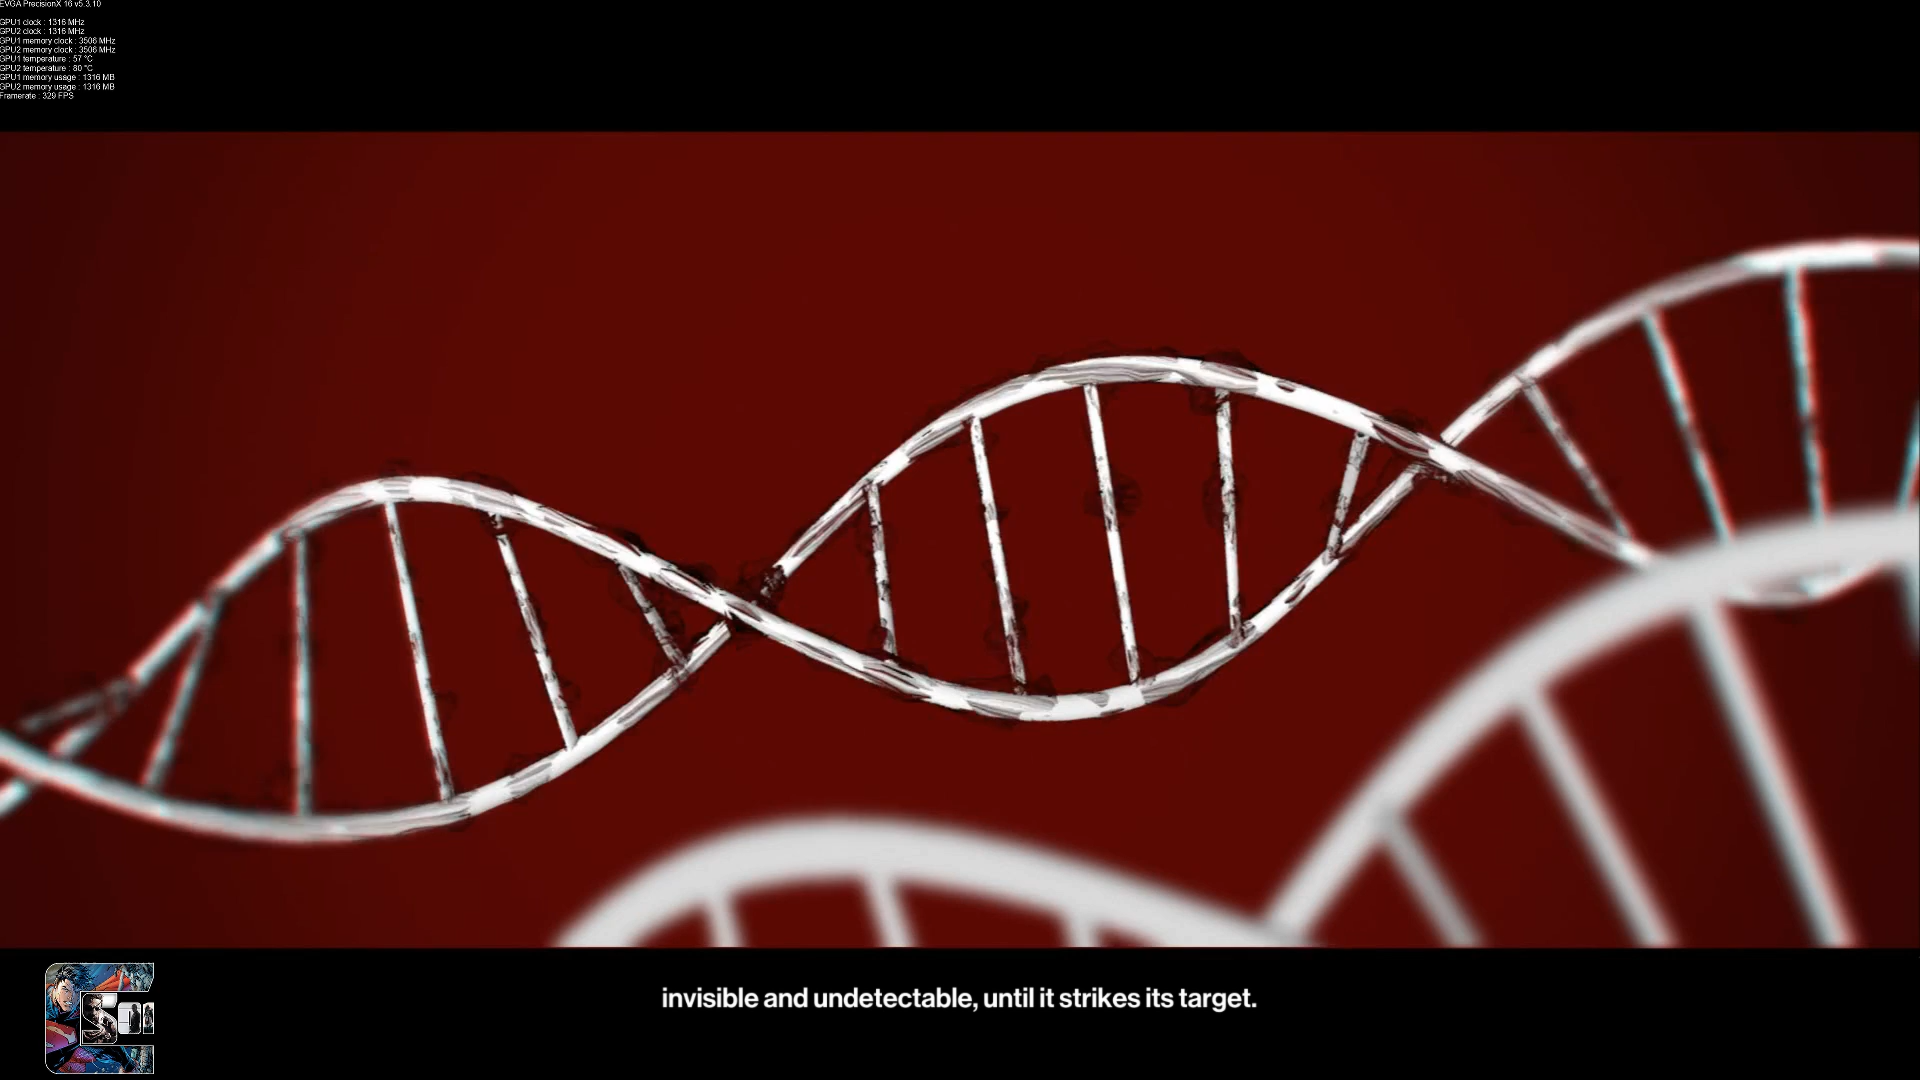 EVGA PrecisionX 16 v5.3.10
GPU1 clock : 1316 MHz
GPU2 clock : 1316 MHz
GPU1 memory clock : 3506 MHz
GPU2 memory clock : 3506 MHz
GPU1 temperature : 57 °C
GPU2 temperature : 80 °C
GPU1 memory usage : 1316 MB
GPU2 memory usage : 1316 MB
Framerate : 329 FPS
invisible and undetectable, until it strikes its target.